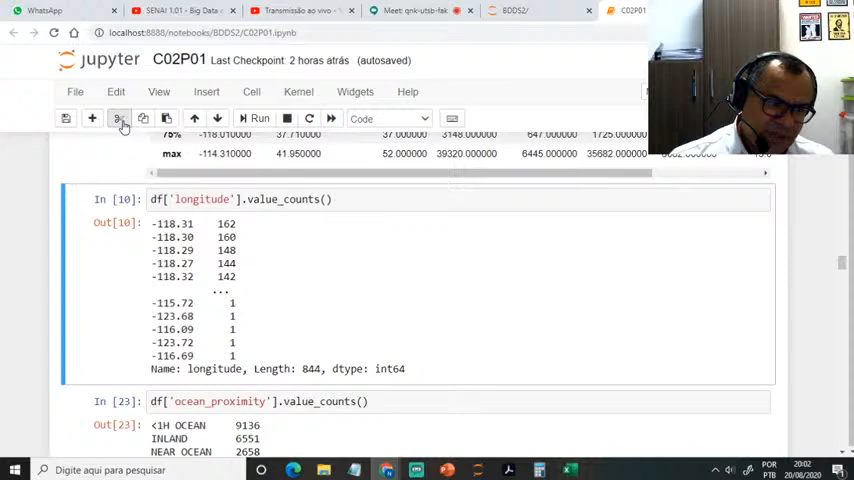 WhatsApp
SENAI 1.01 - Big Data e
Transmissão ao vivo -
Meet: qnk-utsb-fak
BDDS2/
C02P01
localhost:8888/notebooks/BDDS2/C02P01.ipynb
jupyter C02P01 Last Checkpoint: 2 horas atrás (autosaved)
File Edit View Insert Cell Kernel Widgets Help
Run Code
75% -118.010000 37.710000 37.000000 3148.000000 647.000000 1725.000000
max -114.310000 41.950000 52.000000 39320.000000 6445.000000 35682.000000
In [10]: df['longitude'].value_counts()
Out[10]
-118.31 162
-118.30 160
-118.29 148
-118.27 144
-118.32 142
...
-115.72 1
-123.68 1
-116.09 1
-123.72 1
-116.69 1
Name: longitude, Length: 844, dtype: int64
In [23]: df['ocean_proximity'].value_counts()
Out[23]:
<1H OCEAN 9136
INLAND 6551
NEAR OCEAN 2658
Digite aqui para pesquisar
POR
PTB
20:02
20/08/2020